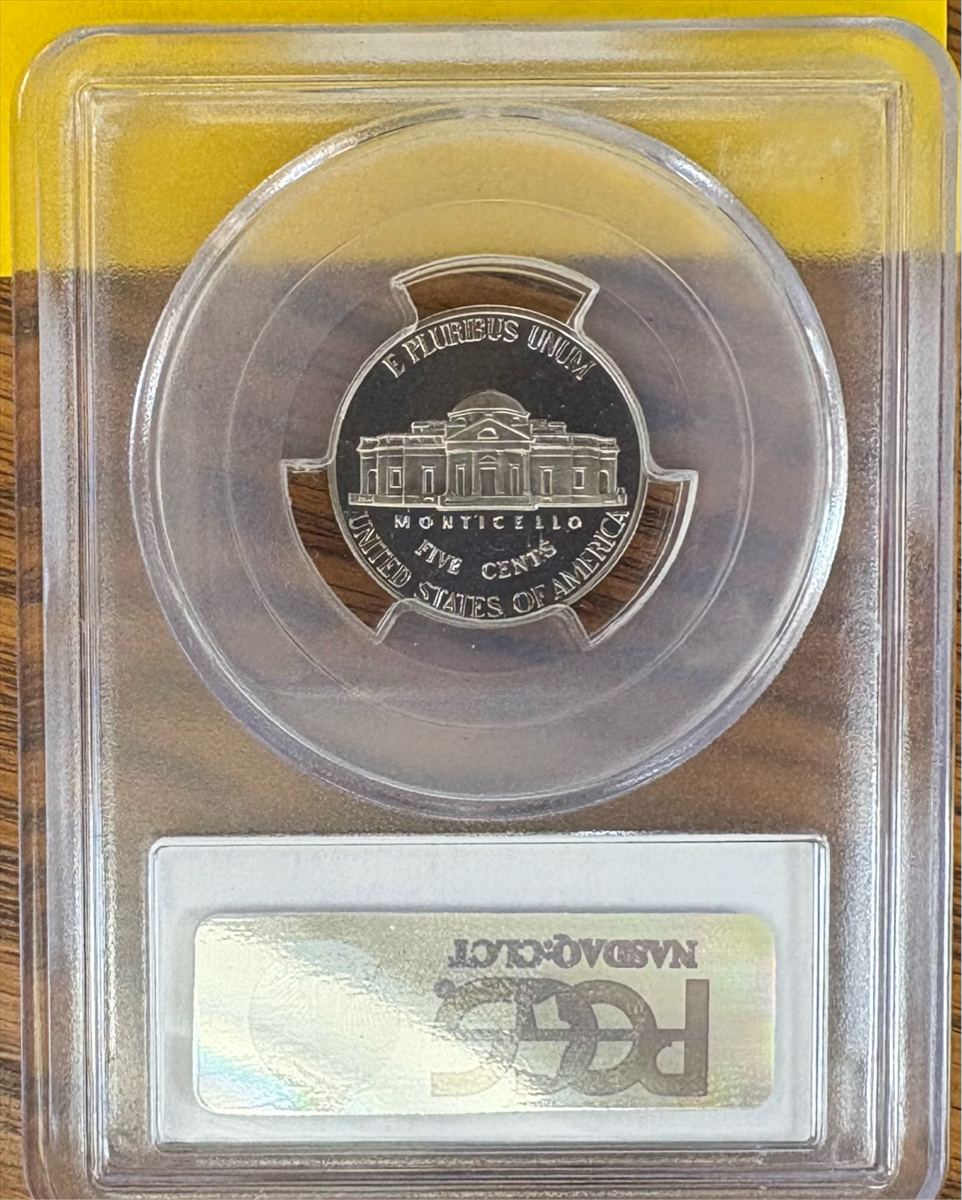 E PLURIBUS UNUM
MONTICELLO
FIVE CENTS
UNITED STATES OF AMERICA
NASDAQ:CLCT
PCGS®